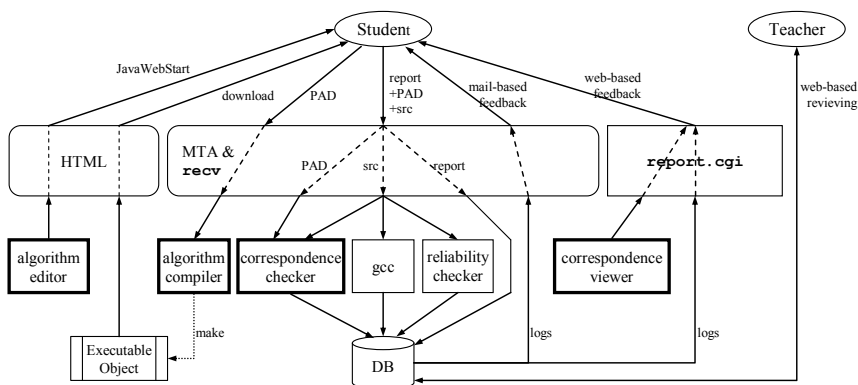 Student
Teacher
JavaWebStart
download
PAD
report
+PAD
+src
mail-based
feedback
web-based
feedback
web-based
revieving
HTML
MTA &
recv
PAD
src
report
report.cgi
algorithm
editor
algorithm
compiler
correspondence
checker
gcc
reliability
checker
correspondence
viewer
make
logs
logs
Executable
Object
DB